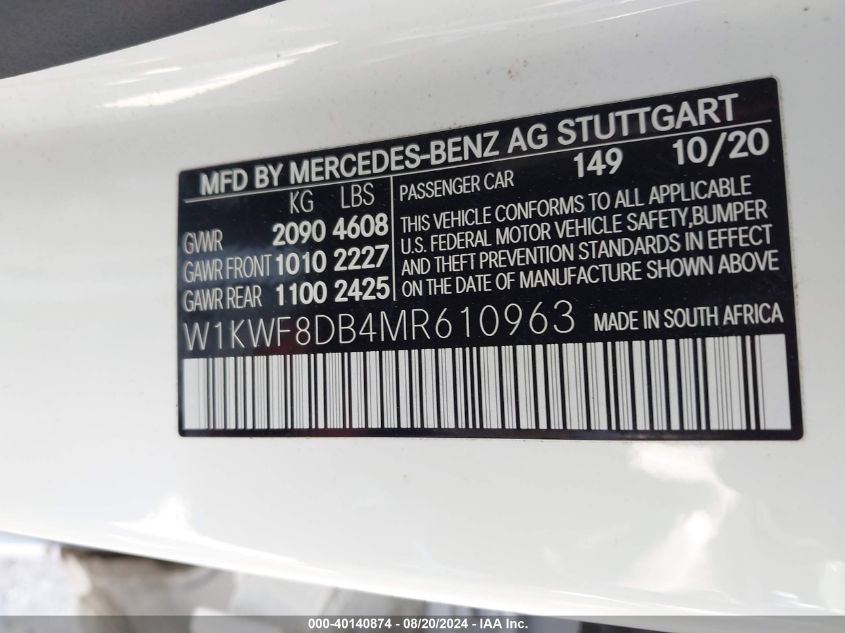 MFD BY MERCEDES-BENZ AG STUTTGART
KG LBS
GVWR 2090 4608
GAWR FRONT 1010 2227
GAWR REAR 1100 2425
PASSENGER CAR 149 10/20
THIS VEHICLE CONFORMS TO ALL APPLICABLE
U.S. FEDERAL MOTOR VEHICLE SAFETY,BUMPER
AND THEFT PREVENTION STANDARDS IN EFFECT
ON THE DATE OF MANUFACTURE SHOWN ABOVE
W1KWF8DB4MR610963 MADE IN SOUTH AFRICA
000-40140874 - 08/20/2024 - IAA Inc.